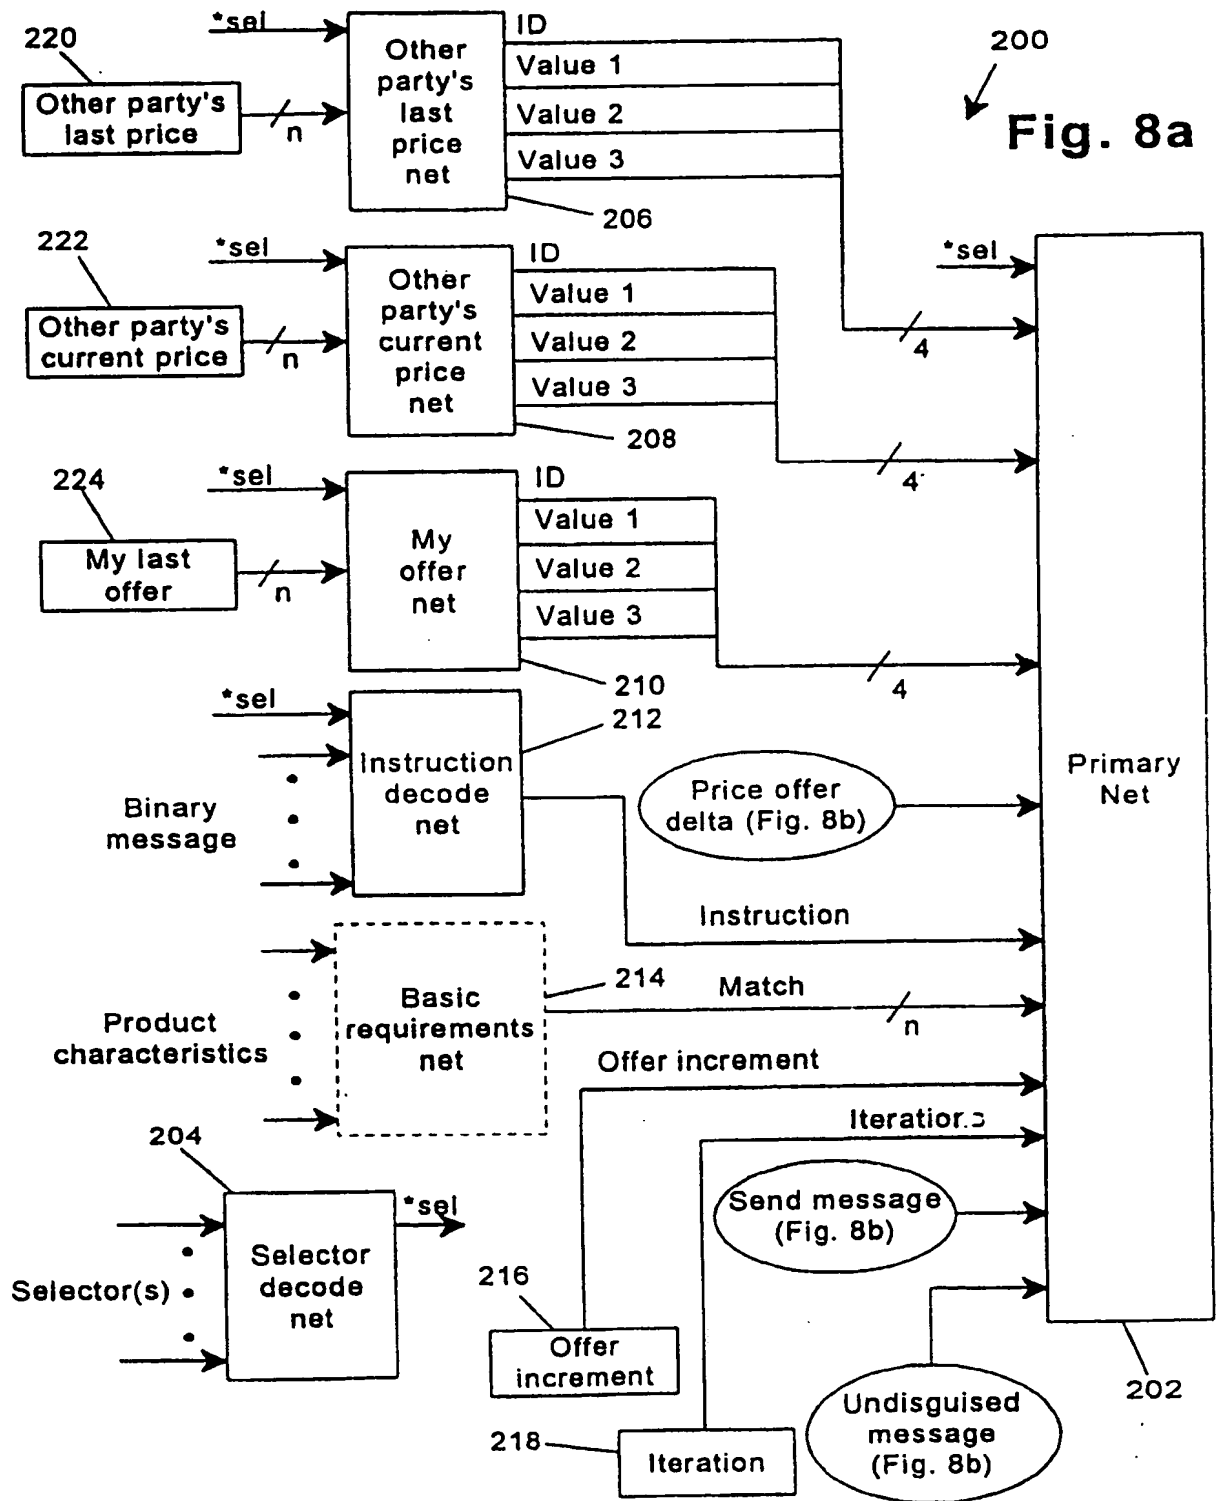 200
Fig. 8a
220
Other party's
last price
n
*sel
Other
party's
last
price
net
ID
Value 1
Value 2
Value 3
206
4
222
Other party's
current price
n
*sel
Other
party's
current
price
net
ID
Value 1
Value 2
Value 3
208
4
224
My last
offer
n
*sel
My
offer
net
ID
Value 1
Value 2
Value 3
210
4
*sel
Binary
message
Instruction
decode
net
212
Instruction
Price offer
delta (Fig. 8b)
Product
characteristics
Basic
requirements
net
214
Match
n
204
Selector(s)
Selector
decode
net
*sel
Offer increment
216
Offer
increment
218
Iteration
Send message
(Fig. 8b)
Undisguised
message
(Fig. 8b)
*sel
Primary
Net
202